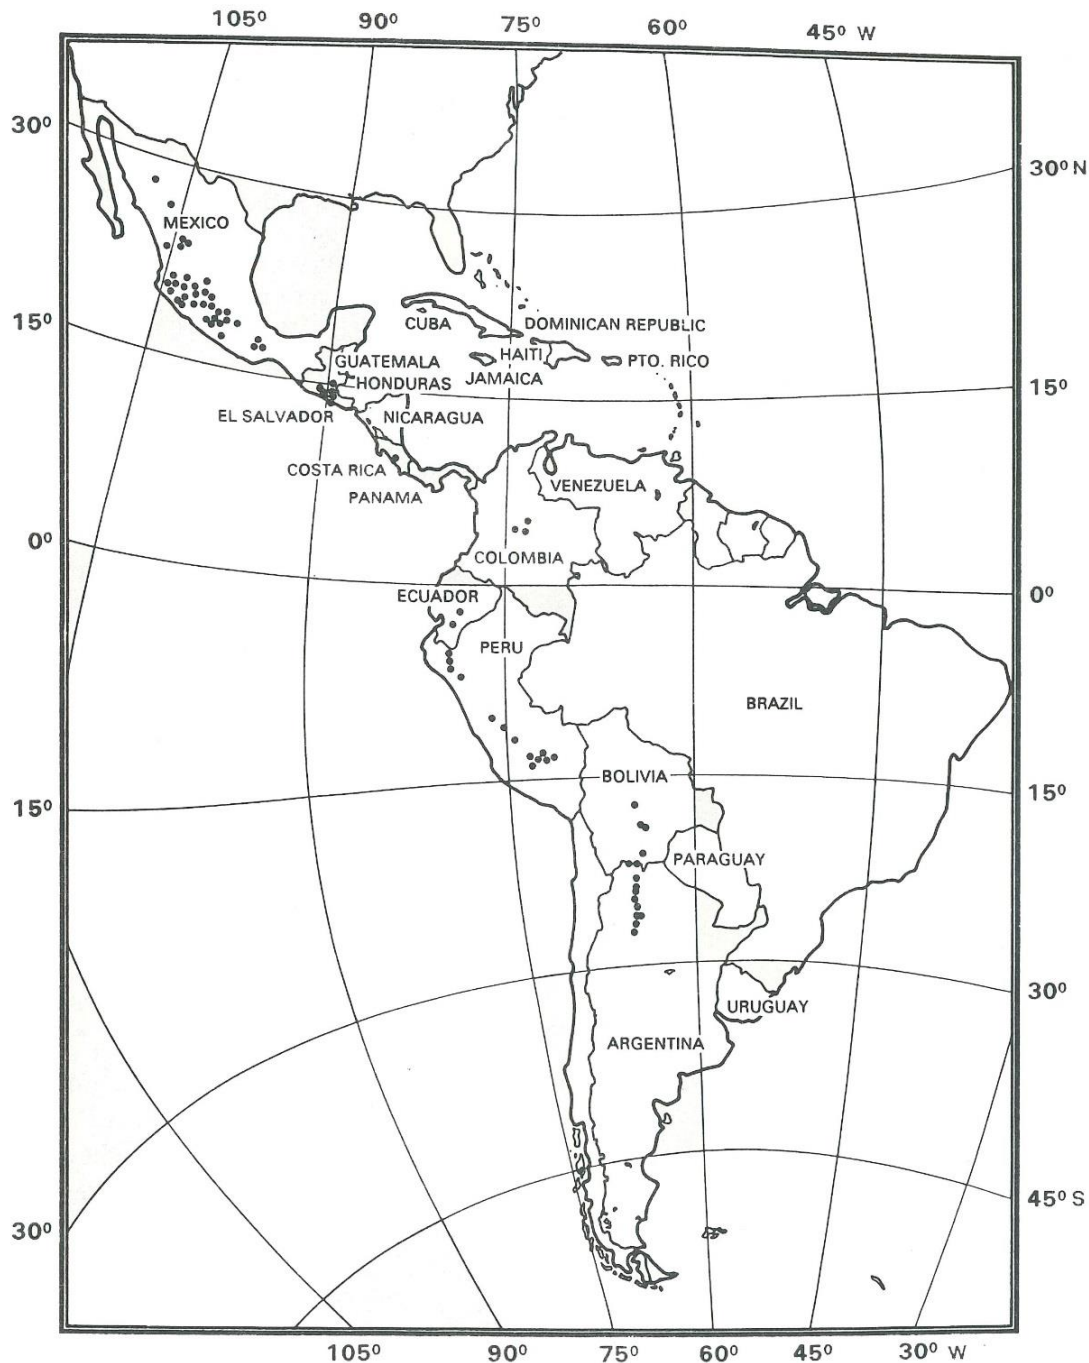 105° 90° 75° 60° 45° W
30°
30° N
MEXICO
15°
CUBA
DOMINICAN REPUBLIC
HAITI
PTO. RICO
JAMAICA
GUATEMALA
HONDURAS
15°
EL SALVADOR
NICARAGUA
COSTA RICA
PANAMA
VENEZUELA
0°
COLOMBIA
ECUADOR
0°
PERU
BRAZIL
BOLIVIA
15°
15°
PARAGUAY
30°
URUGUAY
ARGENTINA
45° S
30°
105° 90° 75° 60° 45° 30° W